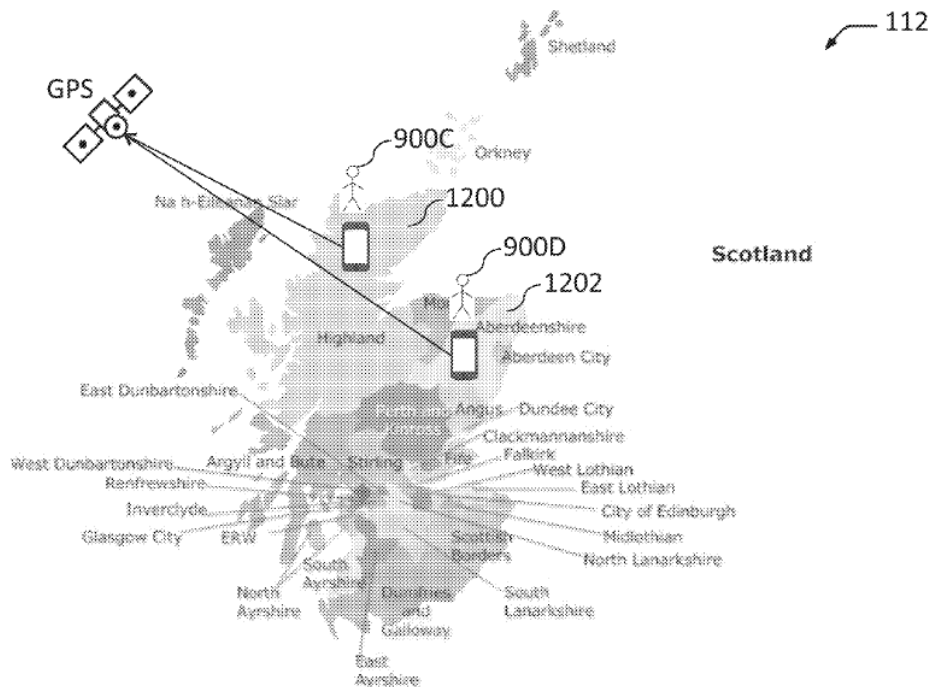 112
Shetland
GPS
900C
Orkney
Na h-Eileanan Siar
1200
900D
Scotland
1202
Aberdeenshire
Highland
Aberdeen City
East Dunbartonshire
Perth and
Kinross
Angus
Dundee City
Clackmannanshire
Fife
Falkirk
West Dunbartonshire
Argyll and Bute
Stirling
West Lothian
Renfrewshire
East Lothian
Inverclyde
City of Edinburgh
Glasgow City
ERW
Scottish
Borders
Midlothian
North Lanarkshire
South
Ayrshire
North
Ayrshire
Dumfries
and
Galloway
South
Lanarkshire
East
Ayrshire